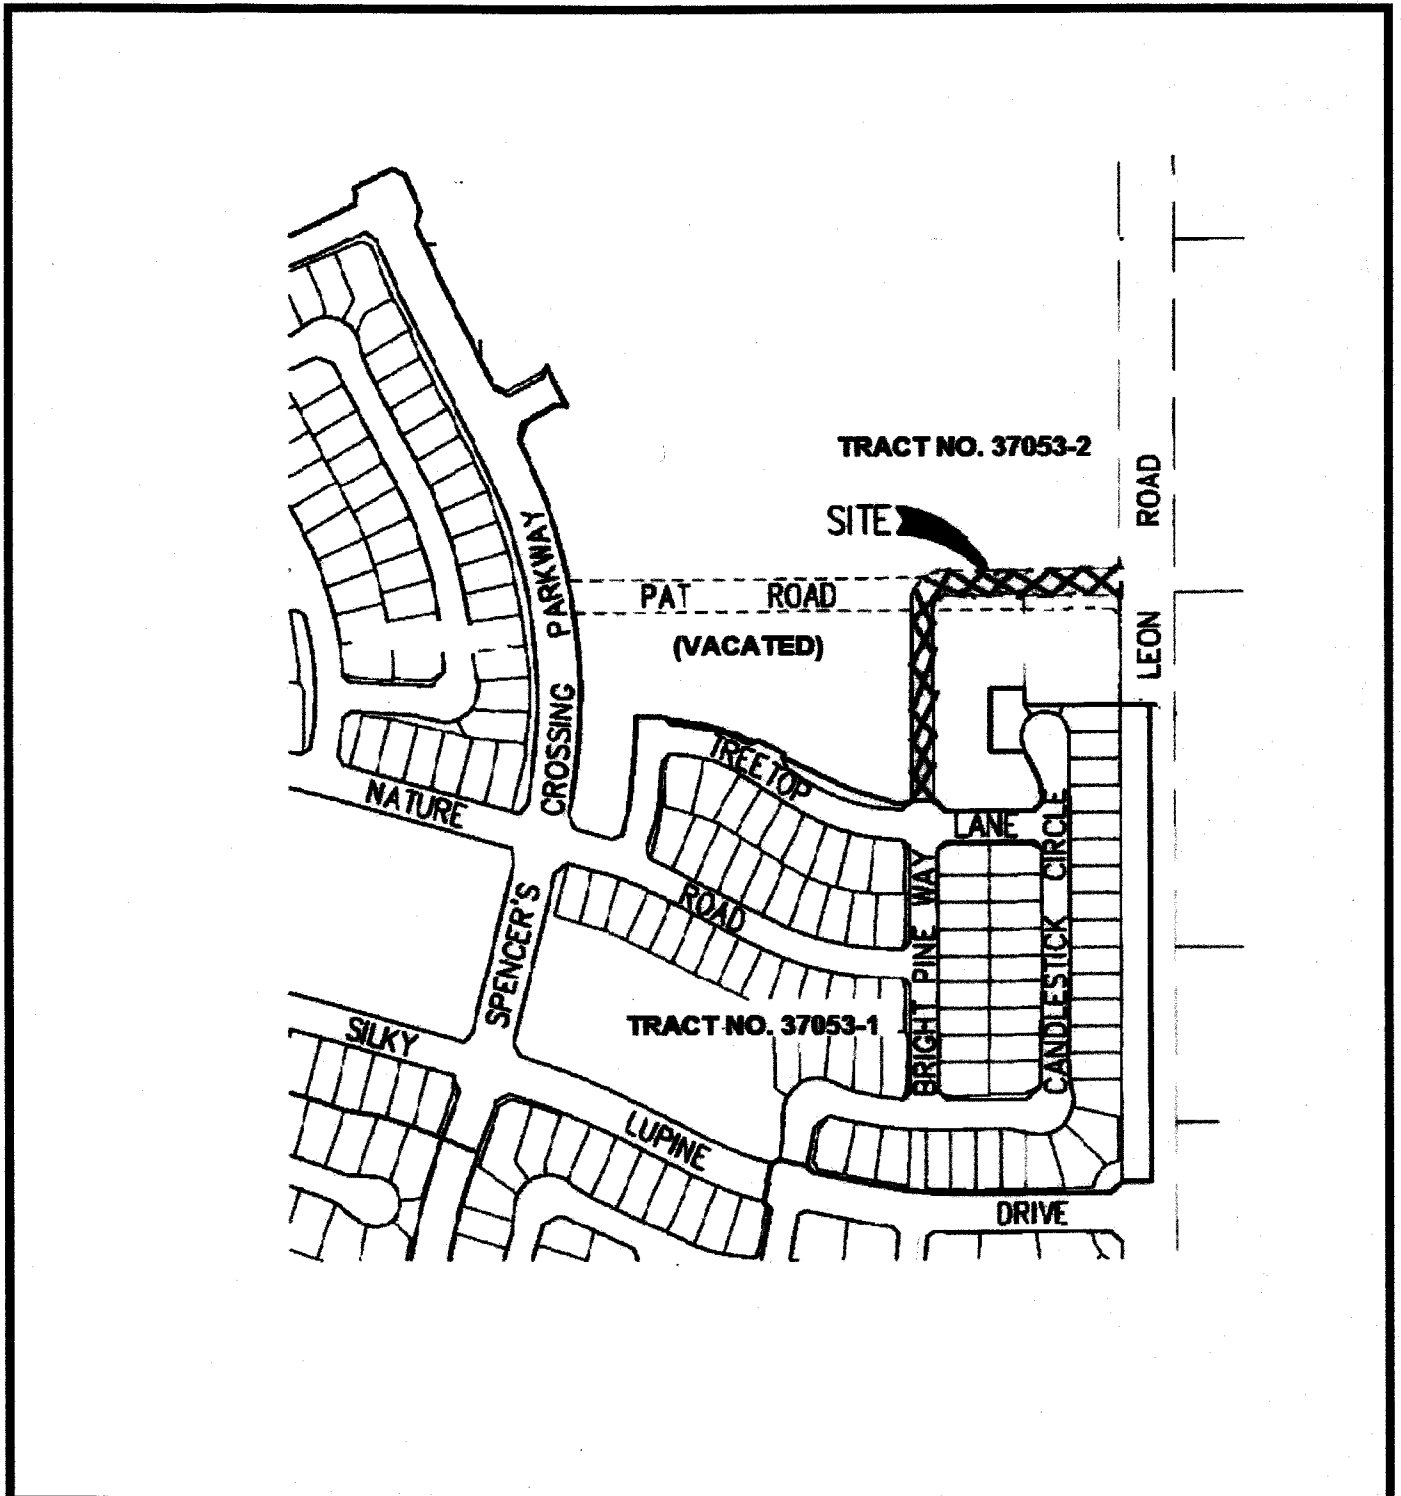 TRACT NO. 37053-2
SITE
LEON ROAD
PAT ROAD
(VACATED)
SPENCER'S CROSSING PARKWAY
TREETOP LANE
NATURE ROAD
BRIGHT PINE WAY
CANDLESTICK CIRCLE
TRACT NO. 37053-1
SILKY LUPINE DRIVE